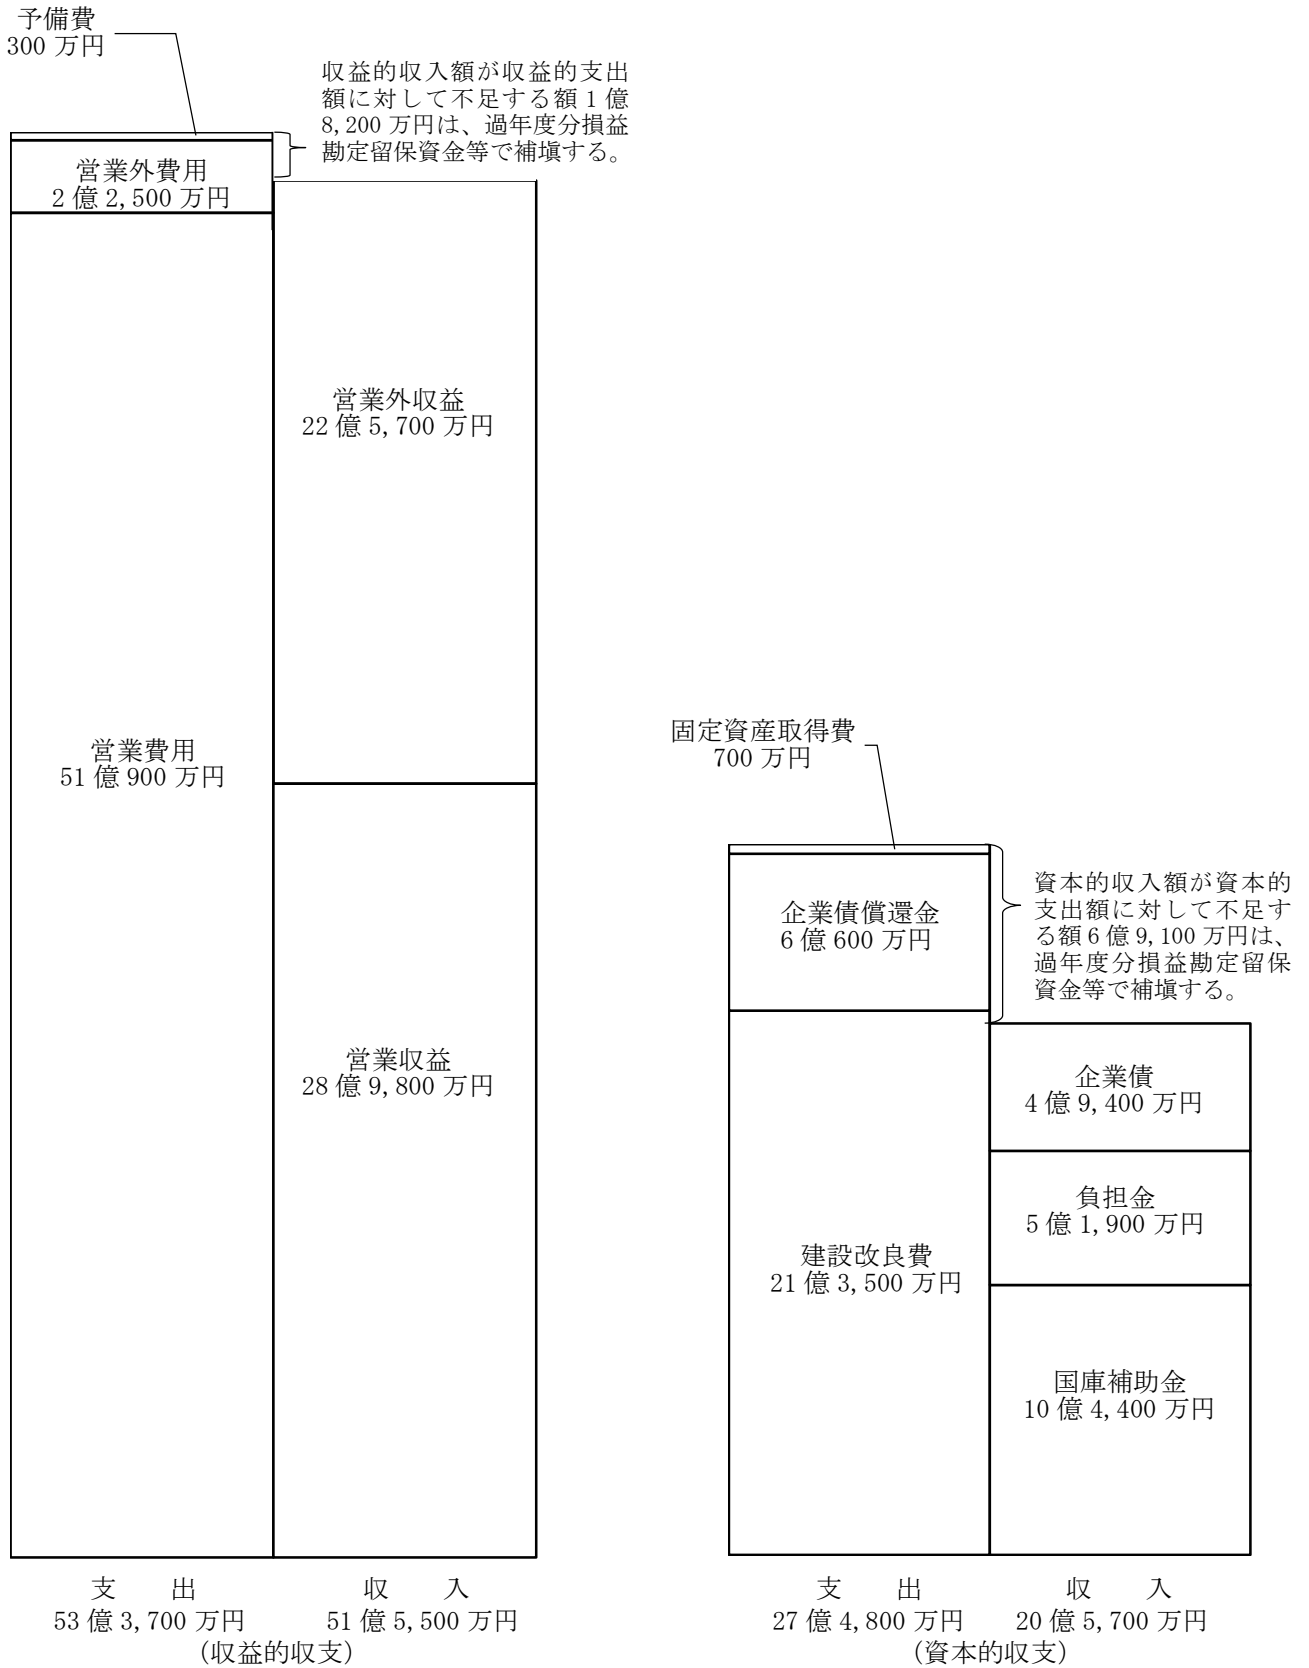 予備費
300 万円
収益的収入額が収益的支出
額に対して不足する額 1 億
8,200 万円は、過年度分損益
勘定留保資金等で補塡する。
営業外費用
2 億 2,500 万円
営業外収益
22 億 5,700 万円
営業費用
51 億 900 万円
営業収益
28 億 9,800 万円
支 出
53 億 3,700 万円
収 入
51 億 5,500 万円
(収益的収支)
固定資産取得費
700 万円
企業債償還金
6 億 600 万円
資本的収入額が資本的
支出額に対して不足す
る額 6 億 9,100 万円は、
過年度分損益勘定留保
資金等で補塡する。
企業債
4 億 9,400 万円
負担金
5 億 1,900 万円
建設改良費
21 億 3,500 万円
国庫補助金
10 億 4,400 万円
支 出
27 億 4,800 万円
収 入
20 億 5,700 万円
(資本的収支)